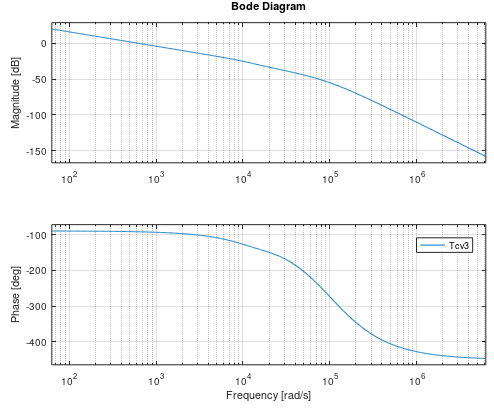 Bode Diagram
Magnitude [dB]
0
-50
-100
-150
10^2 10^3 10^4 10^5 10^6
Phase [deg]
-100
-200
-300
-400
Tcv3
10^2 10^3 10^4 10^5 10^6
Frequency [rad/s]